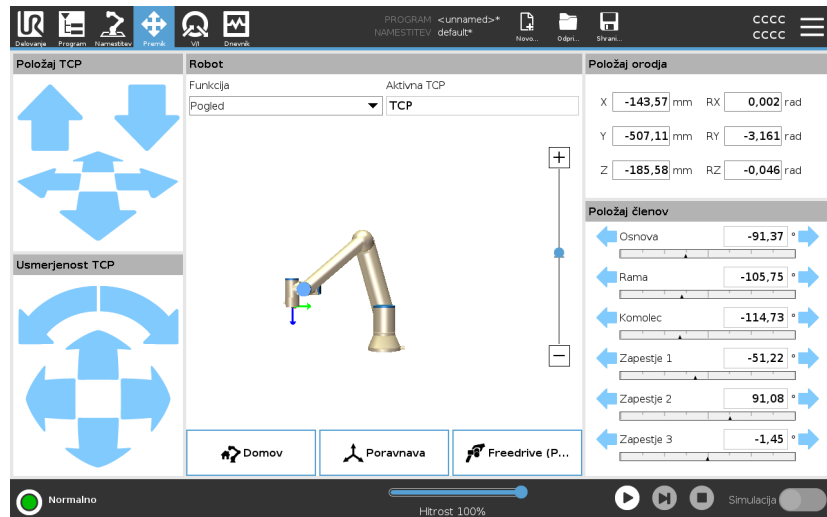 PROGRAM <unnamed>*
NAMESTITEV default*
CCCC
CCCC
Delovanje Program Namestitev Premik V/I Dnevnik Novo... Odpri... Shrani...
Položaj TCP
Usmerjenost TCP
Robot
Funkcija
Pogled
Aktivna TCP
TCP
Domov
Poravnava
Freedrive (P...
Položaj orodja
X -143,57 mm RX 0,002 rad
Y -507,11 mm RY -3,161 rad
Z -185,58 mm RZ -0,046 rad
Položaj členov
Osnova -91,37 °
Rama -105,75 °
Komolec -114,73 °
Zapestje 1 -51,22 °
Zapestje 2 91,08 °
Zapestje 3 -1,45 °
Normalno
Hitrost 100%
Simulacija